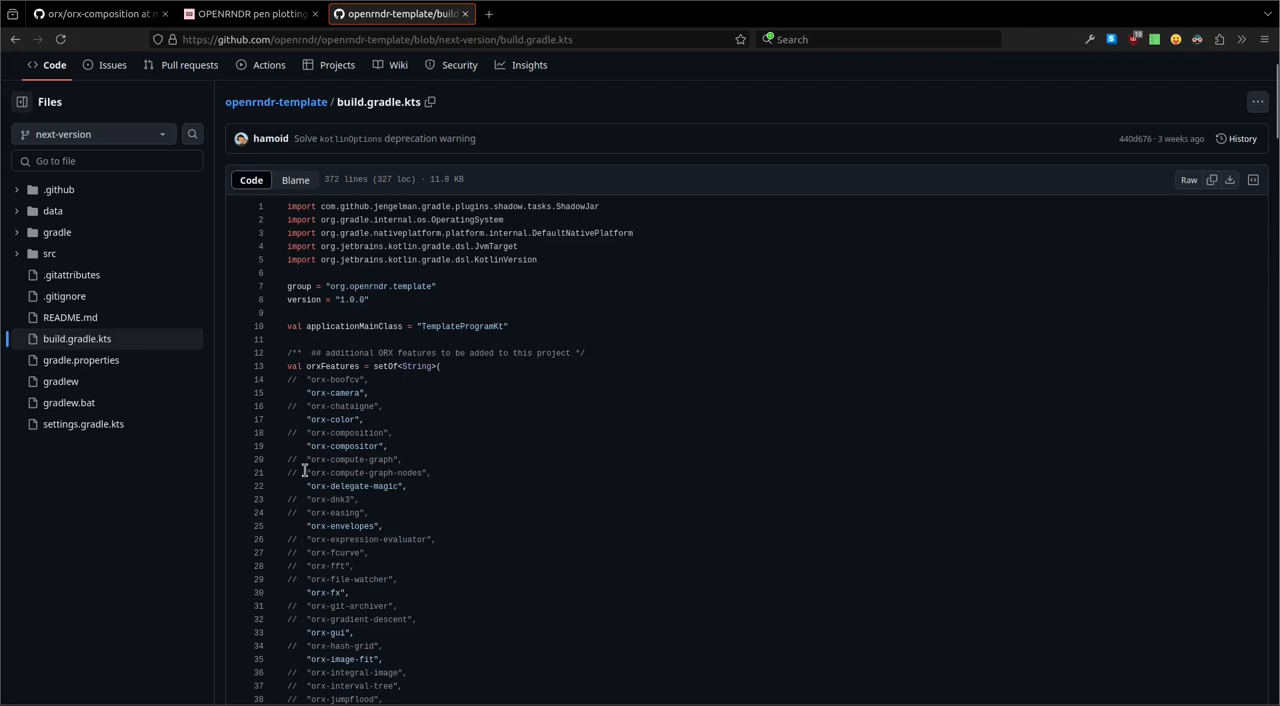 orx/orx-composition at m
OPENRNDR pen plotting
openrndr-template/build
https://github.com/openrndr/openrndr-template/blob/next-version/build.gradle.kts
Search
19
Code
Issues
Pull requests
Actions
Projects
Wiki
Security
Insights
Files
openrndr-template / build.gradle.kts
next-version
hamoid Solve kotlinOptions deprecation warning
440d676 · 3 weeks ago
History
Go to file
Code
Blame
372 lines (327 loc) · 11.8 KB
Raw
.github
data
gradle
src
.gitattributes
.gitignore
README.md
build.gradle.kts
gradle.properties
gradlew
gradlew.bat
settings.gradle.kts
1 import com.github.jengelman.gradle.plugins.shadow.tasks.ShadowJar
2 import org.gradle.internal.os.OperatingSystem
3 import org.gradle.nativeplatform.platform.internal.DefaultNativePlatform
4 import org.jetbrains.kotlin.gradle.dsl.JvmTarget
5 import org.jetbrains.kotlin.gradle.dsl.KotlinVersion
6
7 group = "org.openrndr.template"
8 version = "1.0.0"
9
10 val applicationMainClass = "TemplateProgramKt"
11
12 /** ## additional ORX features to be added to this project */
13 val orxFeatures = setOf<String>(
14 // "orx-boofcv",
15 "orx-camera",
16 // "orx-chataigne",
17 "orx-color",
18 // "orx-composition",
19 "orx-compositor",
20 // "orx-compute-graph",
21 // "orx-compute-graph-nodes",
22 "orx-delegate-magic",
23 // "orx-dnk3",
24 // "orx-easing",
25 "orx-envelopes",
26 // "orx-expression-evaluator",
27 // "orx-fcurve",
28 // "orx-fft",
29 // "orx-file-watcher",
30 "orx-fx",
31 // "orx-git-archiver",
32 // "orx-gradient-descent",
33 "orx-gui",
34 // "orx-hash-grid",
35 "orx-image-fit",
36 // "orx-integral-image",
37 // "orx-interval-tree",
38 // "orx-jumpflood",